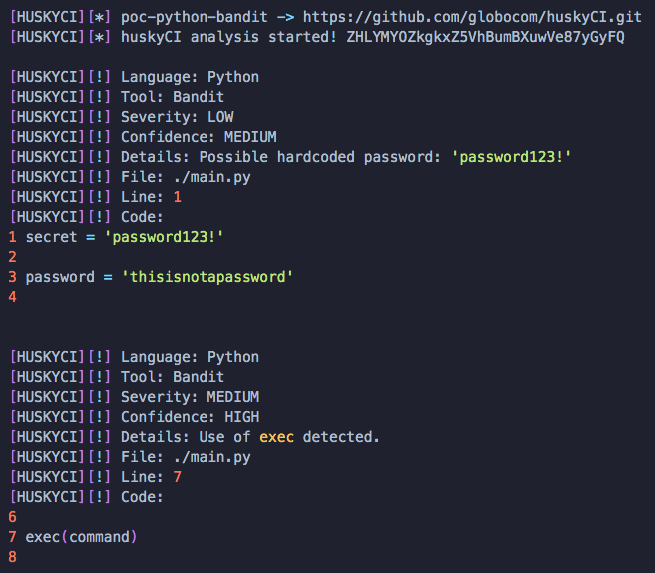 [HUSKYCI][*] poc-python-bandit -> https://github.com/globocom/huskyCI.git
[HUSKYCI][*] huskyCI analysis started! ZHLYMYOZkgkxZ5VhBumBXuwVe87yGyFQ
[HUSKYCI][!] Language: Python
[HUSKYCI][!] Tool: Bandit
[HUSKYCI][!] Severity: LOW
[HUSKYCI][!] Confidence: MEDIUM
[HUSKYCI][!] Details: Possible hardcoded password: 'password123!'
[HUSKYCI][!] File: ./main.py
[HUSKYCI][!] Line: 1
[HUSKYCI][!] Code:
1 secret = 'password123!'
2
3 password = 'thisisnotapassword'
4
[HUSKYCI][!] Language: Python
[HUSKYCI][!] Tool: Bandit
[HUSKYCI][!] Severity: MEDIUM
[HUSKYCI][!] Confidence: HIGH
[HUSKYCI][!] Details: Use of exec detected.
[HUSKYCI][!] File: ./main.py
[HUSKYCI][!] Line: 7
[HUSKYCI][!] Code:
6
7 exec(command)
8